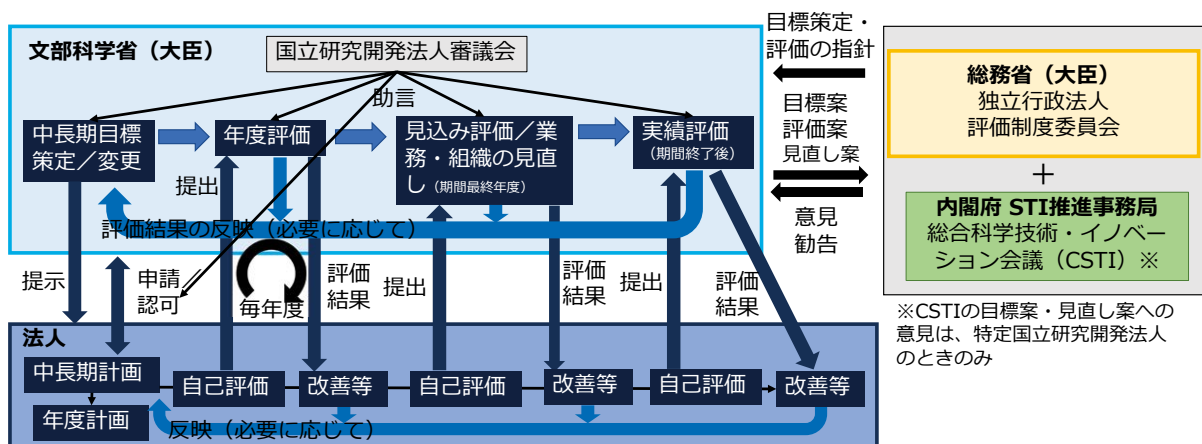 文部科学省（大臣）
国立研究開発法人審議会
助言
中長期目標
策定／変更
年度評価
見込み評価／業
務・組織の見直
し（期間最終年度）
実績評価
（期間終了後）
提出
評価結果の反映（必要に応じて）
目標策定・
評価の指針
目標案
評価案
見直し案
意見
勧告
総務省（大臣）
独立行政法人
評価制度委員会
＋
内閣府 STI推進事務局
総合科学技術・イノベー
ション会議（CSTI）※
※CSTIの目標案・見直し案への
意見は、特定国立研究開発法人
のときのみ
提示
申請
認可
毎年度
評価
結果
提出
評価
結果
提出
評価
結果
法人
中長期計画
年度計画
自己評価
改善等
自己評価
改善等
自己評価
改善等
反映（必要に応じて）